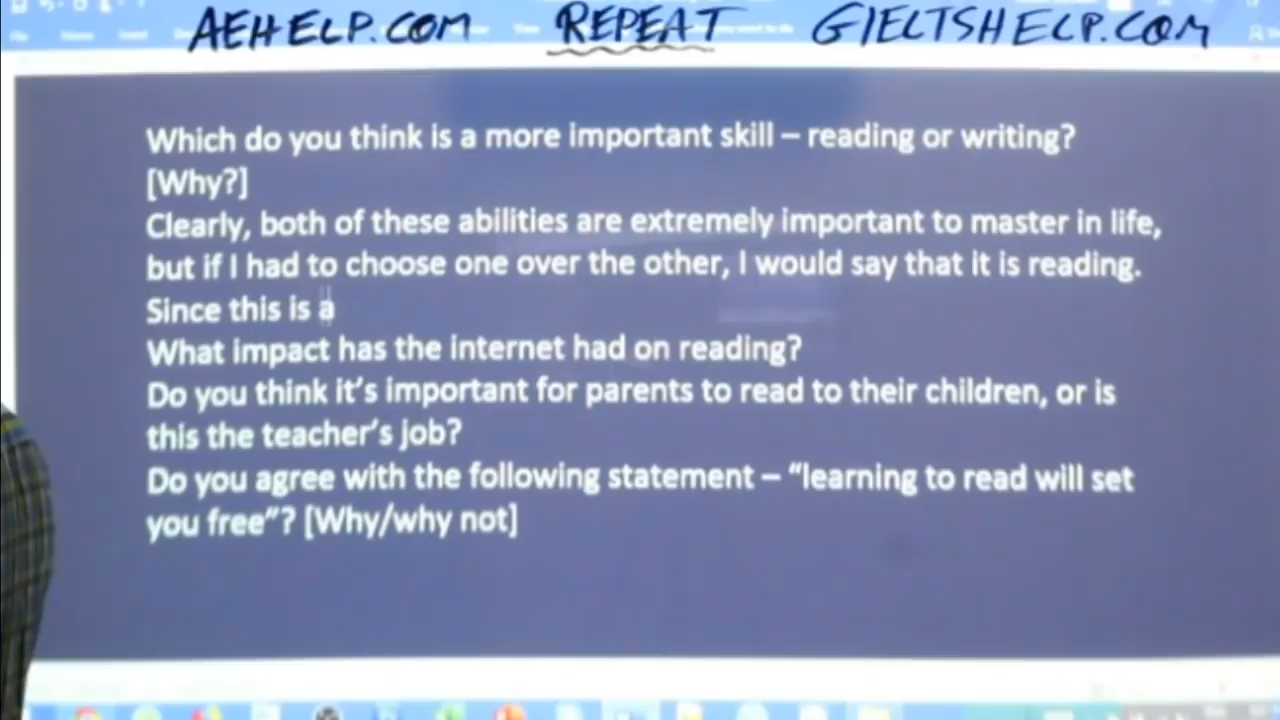 AEHELP.COM REPEAT GIELTSHELP.COM
Which do you think is a more important skill – reading or writing?
[Why?]
Clearly, both of these abilities are extremely important to master in life,
but if I had to choose one over the other, I would say that it is reading.
Since this is a
What impact has the internet had on reading?
Do you think it's important for parents to read to their children, or is
this the teacher's job?
Do you agree with the following statement – "learning to read will set
you free"? [Why/why not]